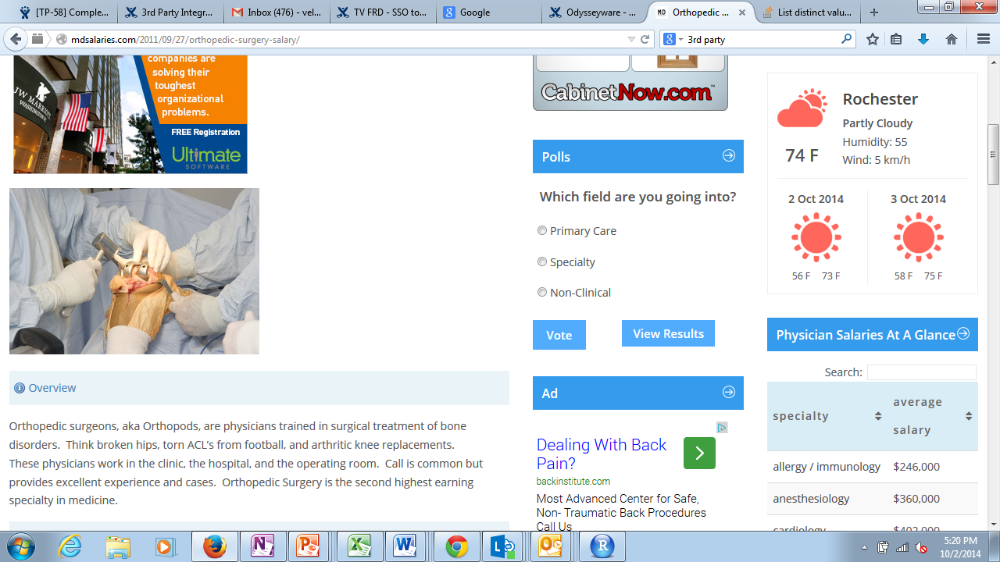 [TP-58] Comple...
3rd Party Integr...
Inbox (476) - vel...
TV FRD - SSO to...
Google
Odysseyware - ...
MD Orthopedic ...
List distinct valu...
mdsalaries.com/2011/09/27/orthopedic-surgery-salary/
3rd party
companies are
solving their
toughest
organizational
problems.
FREE Registration
Ultimate
SOFTWARE
JW MARRIOTT
WASHINGTON DC
Overview
Orthopedic surgeons, aka Orthopods, are physicians trained in surgical treatment of bone
disorders.  Think broken hips, torn ACL's from football, and arthritic knee replacements.
These physicians work in the clinic, the hospital, and the operating room.  Call is common but
provides excellent experience and cases.  Orthopedic Surgery is the second highest earning
specialty in medicine.
CabinetNow.com™
Polls
Which field are you going into?
Primary Care
Specialty
Non-Clinical
Vote
View Results
Ad
Dealing With Back
Pain?
backinstitute.com
Most Advanced Center for Safe,
Non- Traumatic Back Procedures
Call Us
Rochester
Partly Cloudy
Humidity: 55
Wind: 5 km/h
74 F
2 Oct 2014
3 Oct 2014
56 F 73 F
58 F 75 F
Physician Salaries At A Glance
Search:
specialty
average
salary
allergy / immunology $246,000
anesthesiology $360,000
cardiology $402,000
5:20 PM
10/2/2014